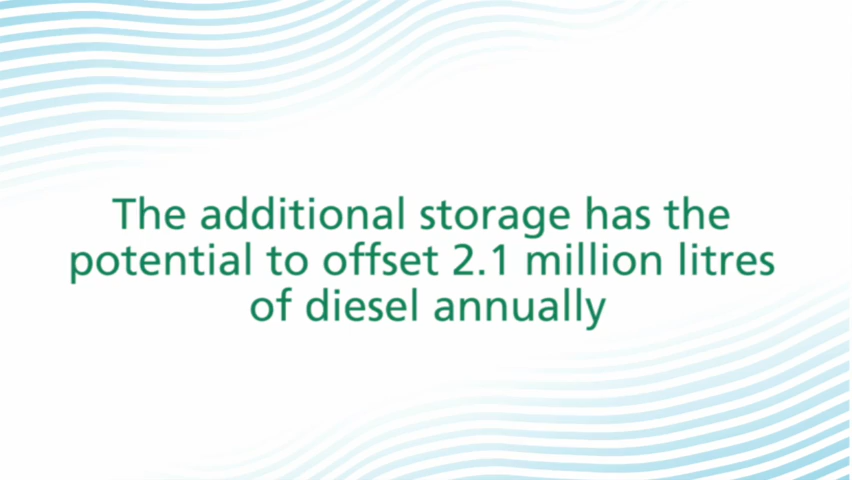 The additional storage has the
potential to offset 2.1 million litres
of diesel annually